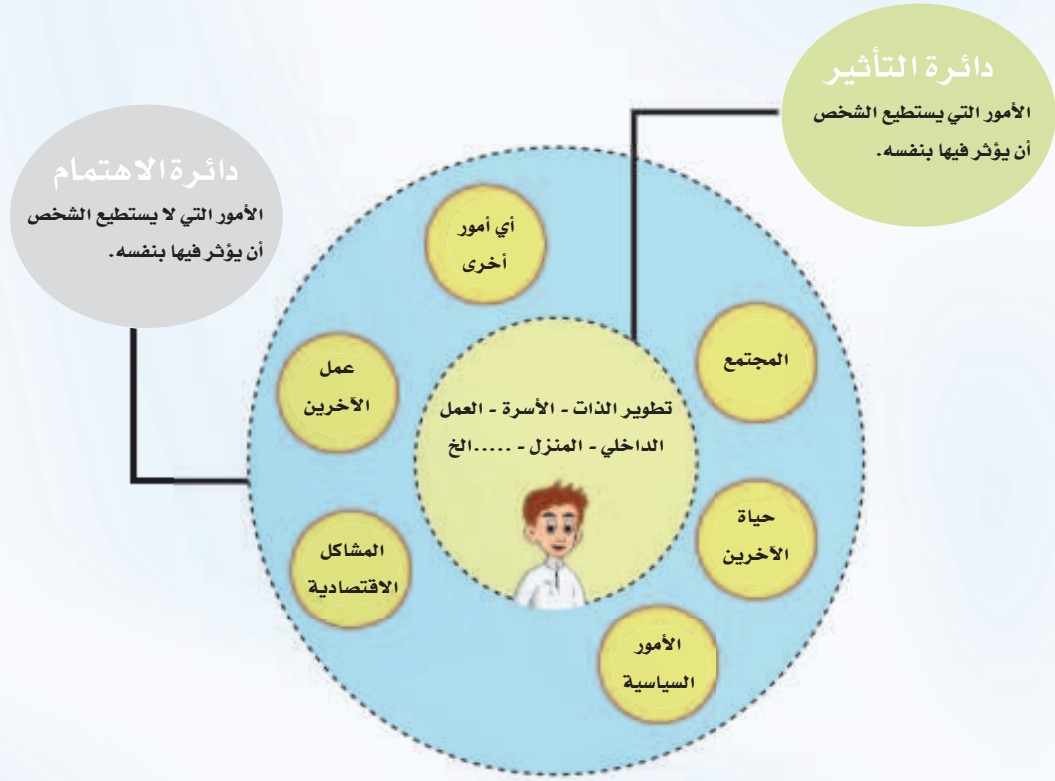 دائرة التأثير
الأمور التي يستطيع الشخص
أن يؤثر فيها بنفسه.
دائرة الاهتمام
الأمور التي لا يستطيع الشخص
أن يؤثر فيها بنفسه.
أي أمور
أخرى
المجتمع
عمل
الآخرين
تطوير الذات - الأسرة - العمل
الداخلي - المنزل - .....الخ
حياة
الآخرين
المشاكل
الاقتصادية
الأمور
السياسية